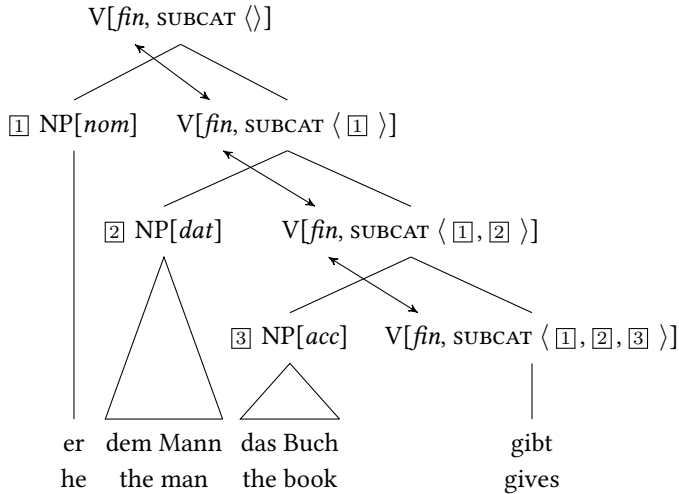 V[fin, SUBCAT ⟨⟩]
1 NP[nom] V[fin, SUBCAT ⟨ 1 ⟩]
2 NP[dat] V[fin, SUBCAT ⟨ 1, 2 ⟩]
3 NP[acc] V[fin, SUBCAT ⟨ 1, 2, 3 ⟩]
er dem Mann das Buch gibt
he the man the book gives